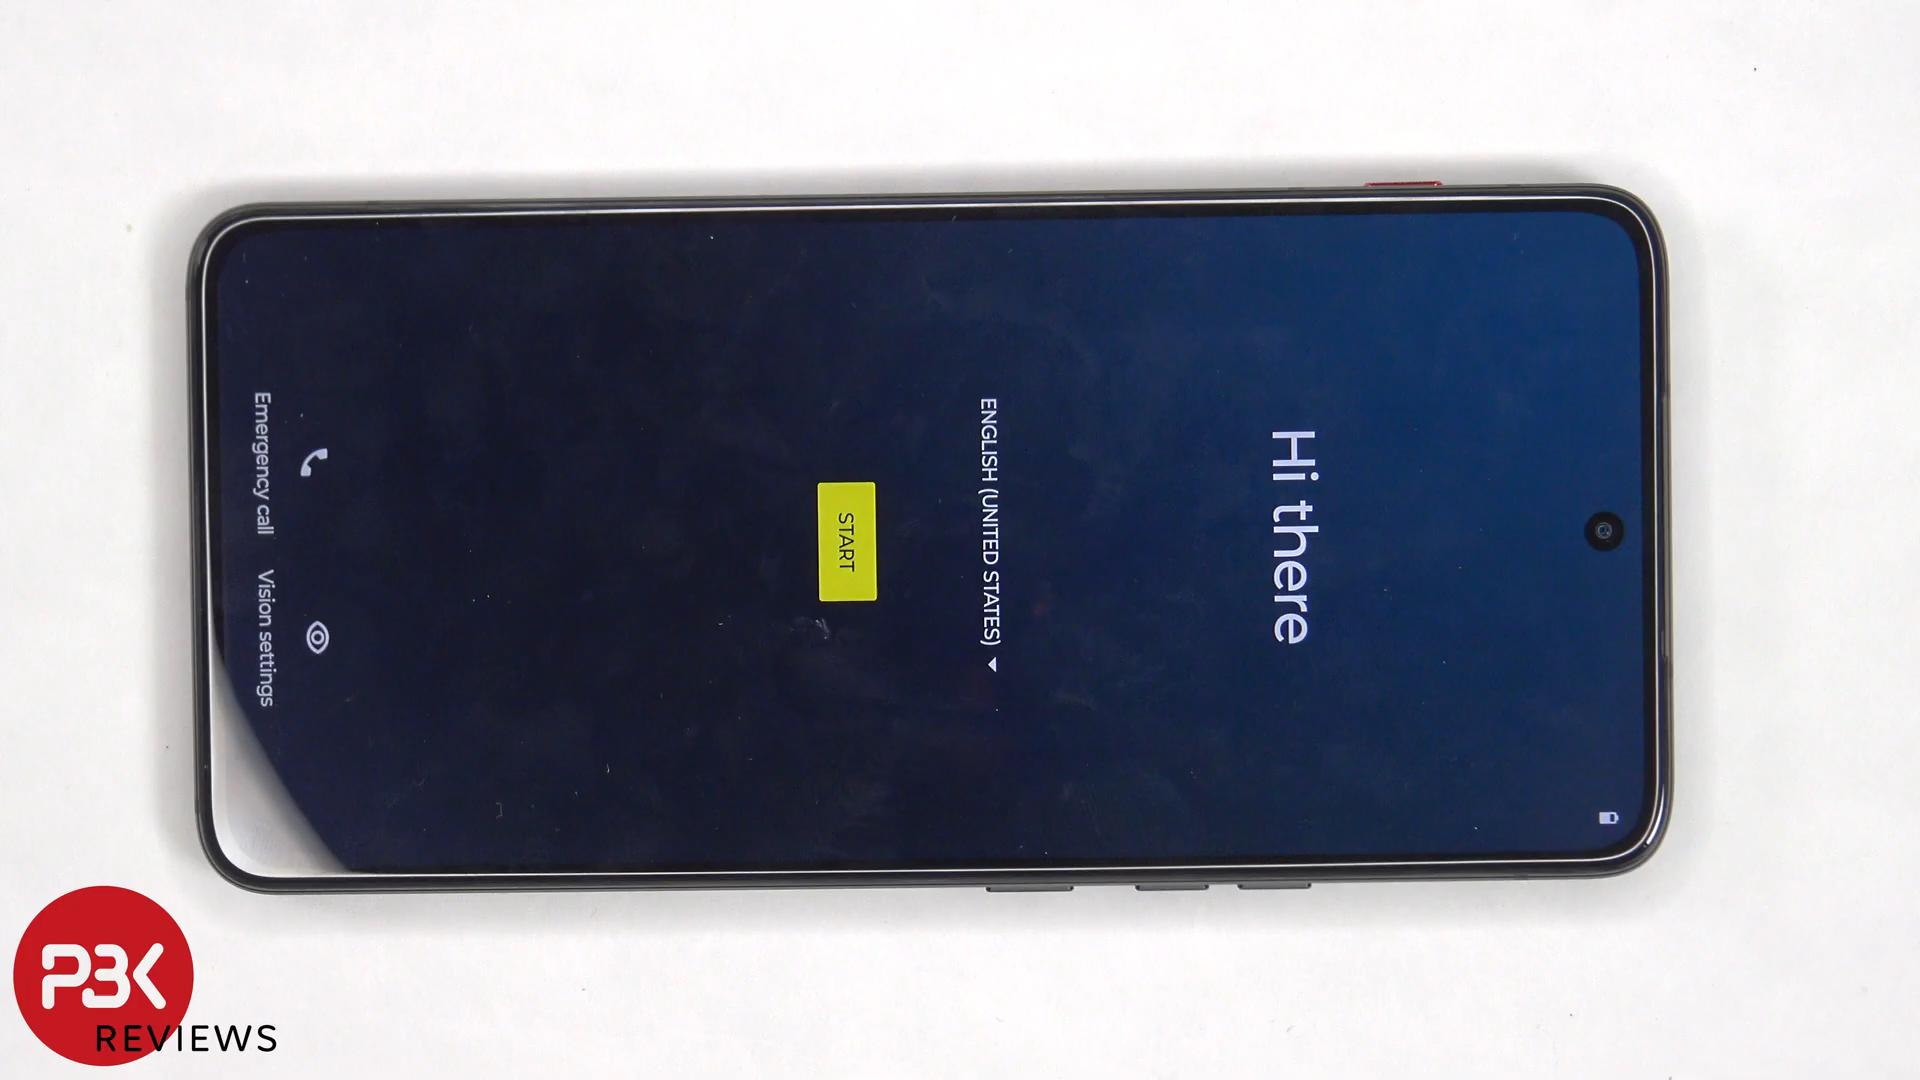 Hi there
ENGLISH (UNITED STATES)
START
Emergency call
Vision settings
P3K
REVIEWS